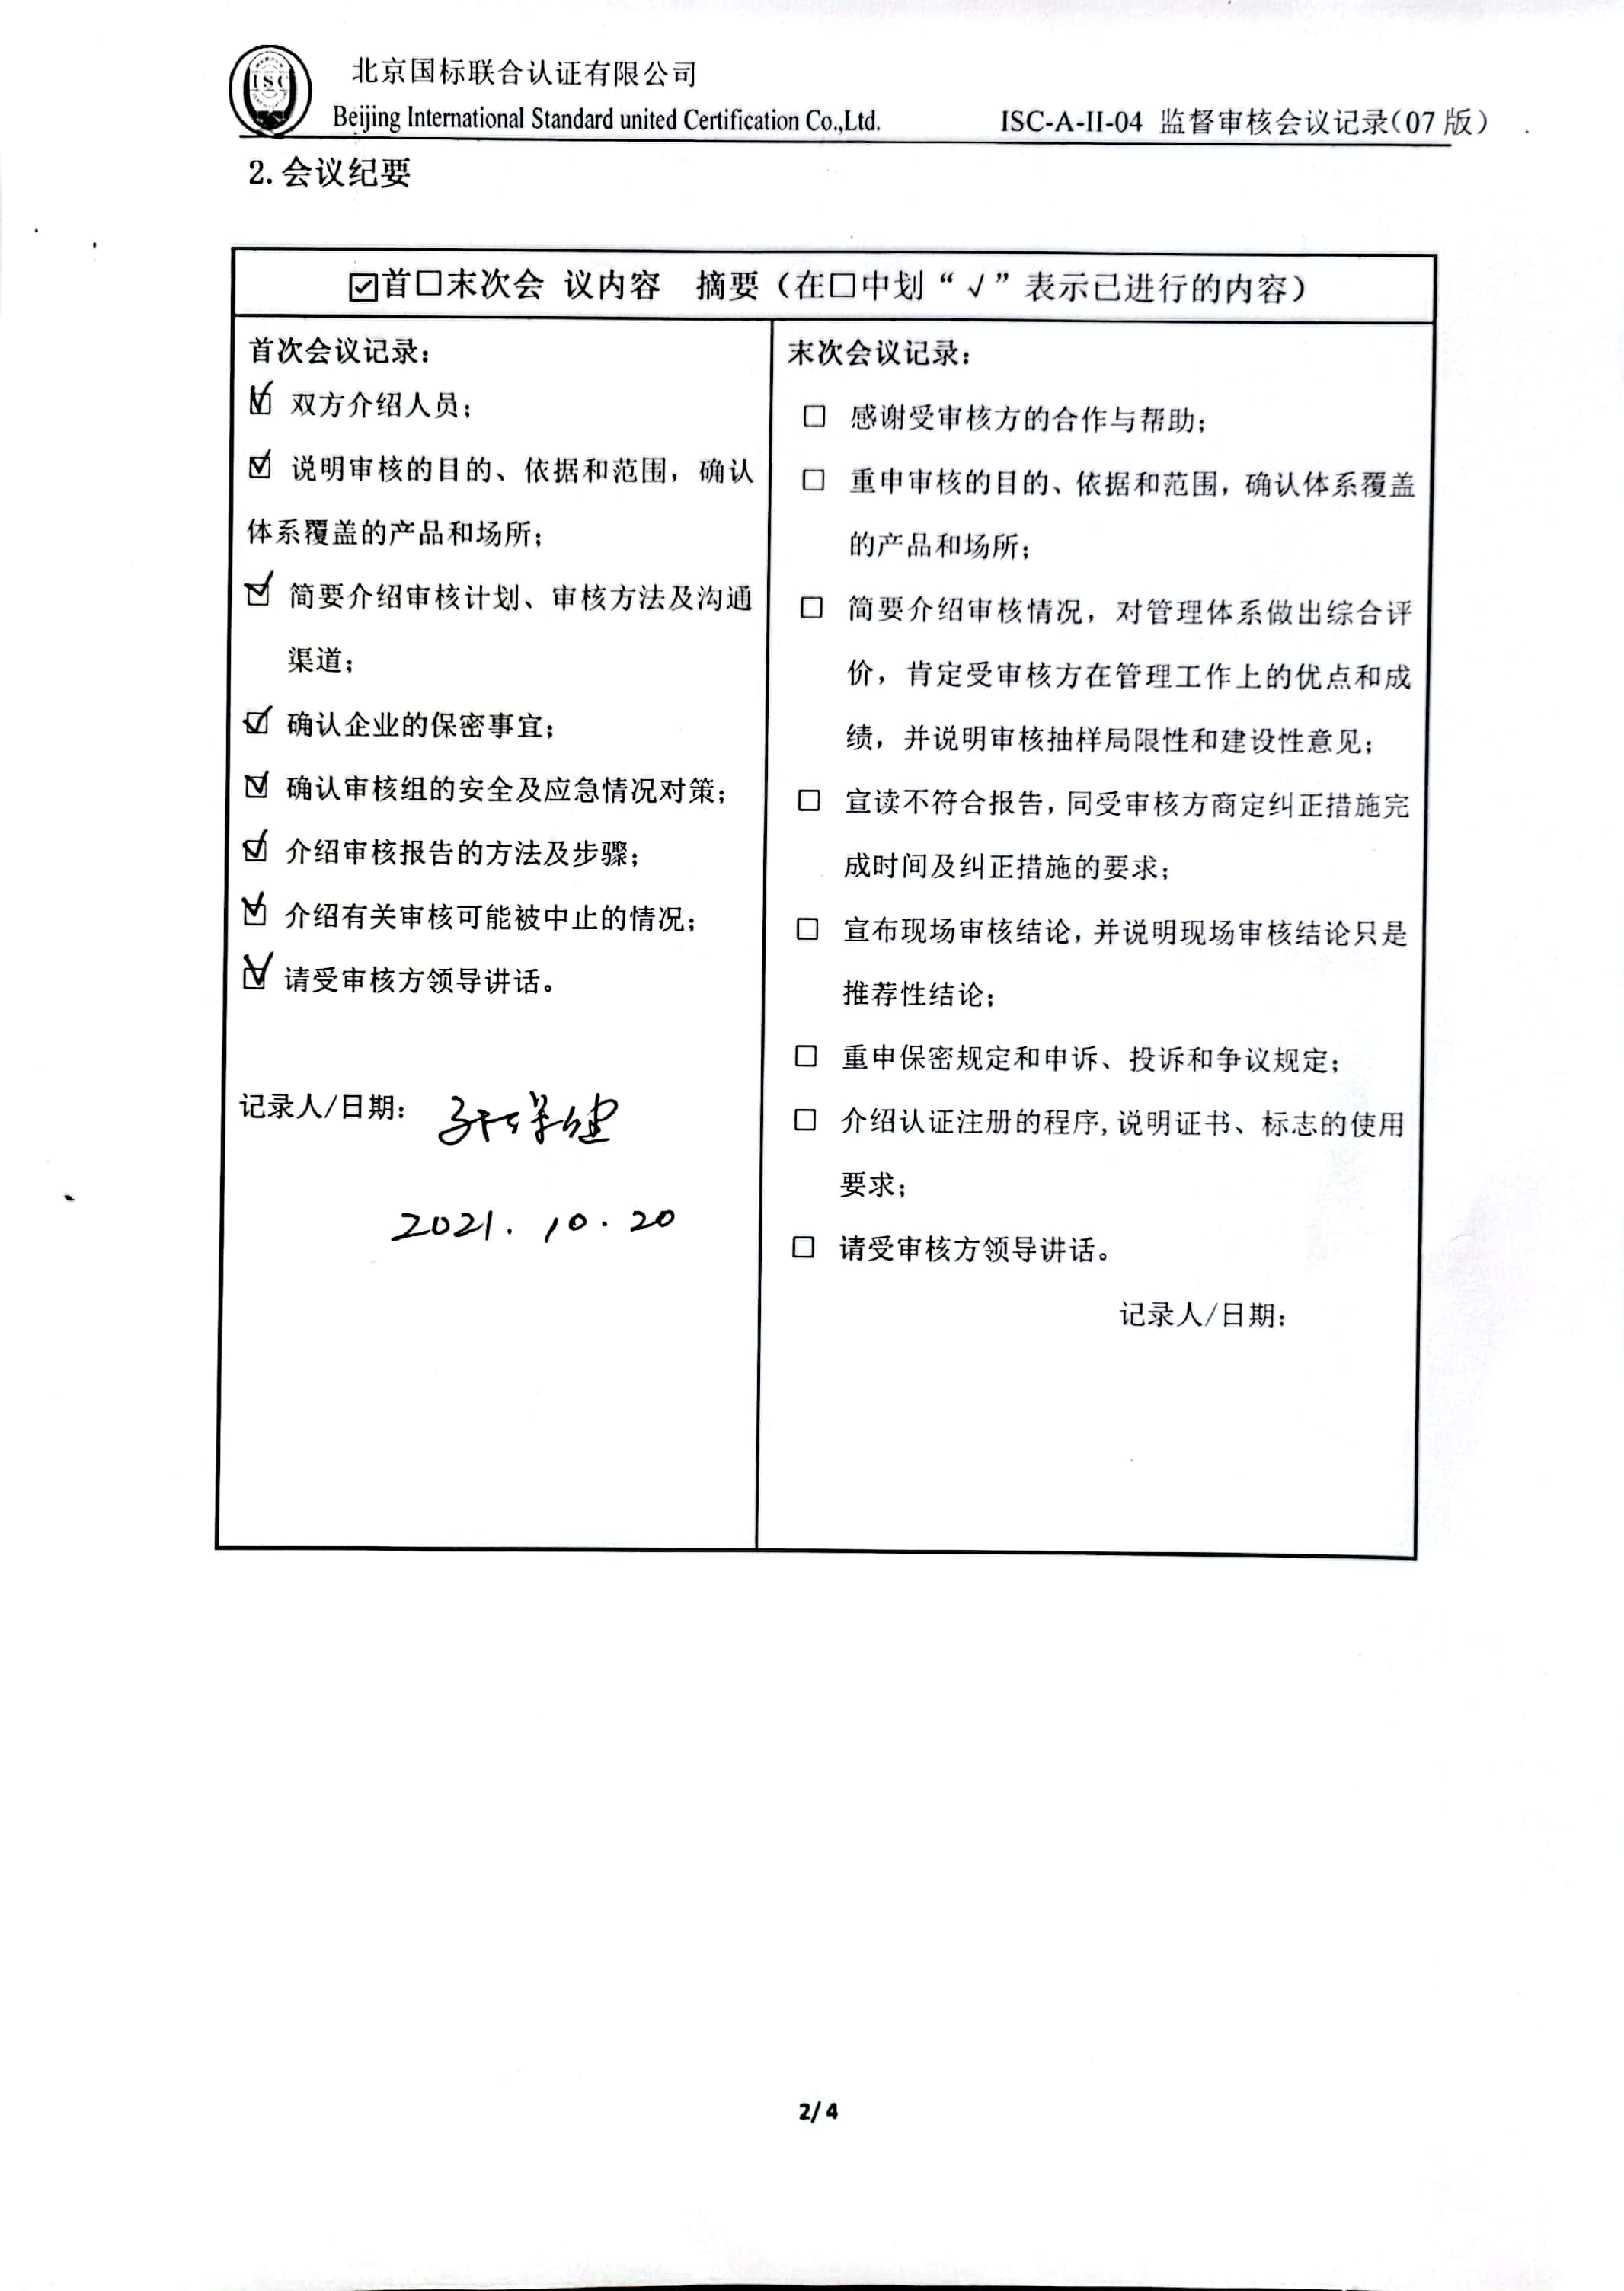 ISC
北京国标联合认证有限公司
Beijing International Standard united Certification Co.,Ltd.
ISC-A-II-04 监督审核会议记录(07版)
2.会议纪要
☑首□末次会 议内容 摘要（在□中划“√”表示已进行的内容）
首次会议记录：
☑ 双方介绍人员；
☑ 说明审核的目的、依据和范围，确认
体系覆盖的产品和场所；
☑ 简要介绍审核计划、审核方法及沟通
渠道；
☑ 确认企业的保密事宜；
☑ 确认审核组的安全及应急情况对策；
☑ 介绍审核报告的方法及步骤；
☑ 介绍有关审核可能被中止的情况；
☑ 请受审核方领导讲话。
记录人/日期：
2021.10.20
末次会议记录：
□ 感谢受审核方的合作与帮助；
□ 重申审核的目的、依据和范围，确认体系覆盖
的产品和场所；
□ 简要介绍审核情况，对管理体系做出综合评
价，肯定受审核方在管理工作上的优点和成
绩，并说明审核抽样局限性和建设性意见；
□ 宣读不符合报告，同受审核方商定纠正措施完
成时间及纠正措施的要求；
□ 宣布现场审核结论，并说明现场审核结论只是
推荐性结论；
□ 重申保密规定和申诉、投诉和争议规定；
□ 介绍认证注册的程序，说明证书、标志的使用
要求；
□ 请受审核方领导讲话。
记录人/日期：
2/4